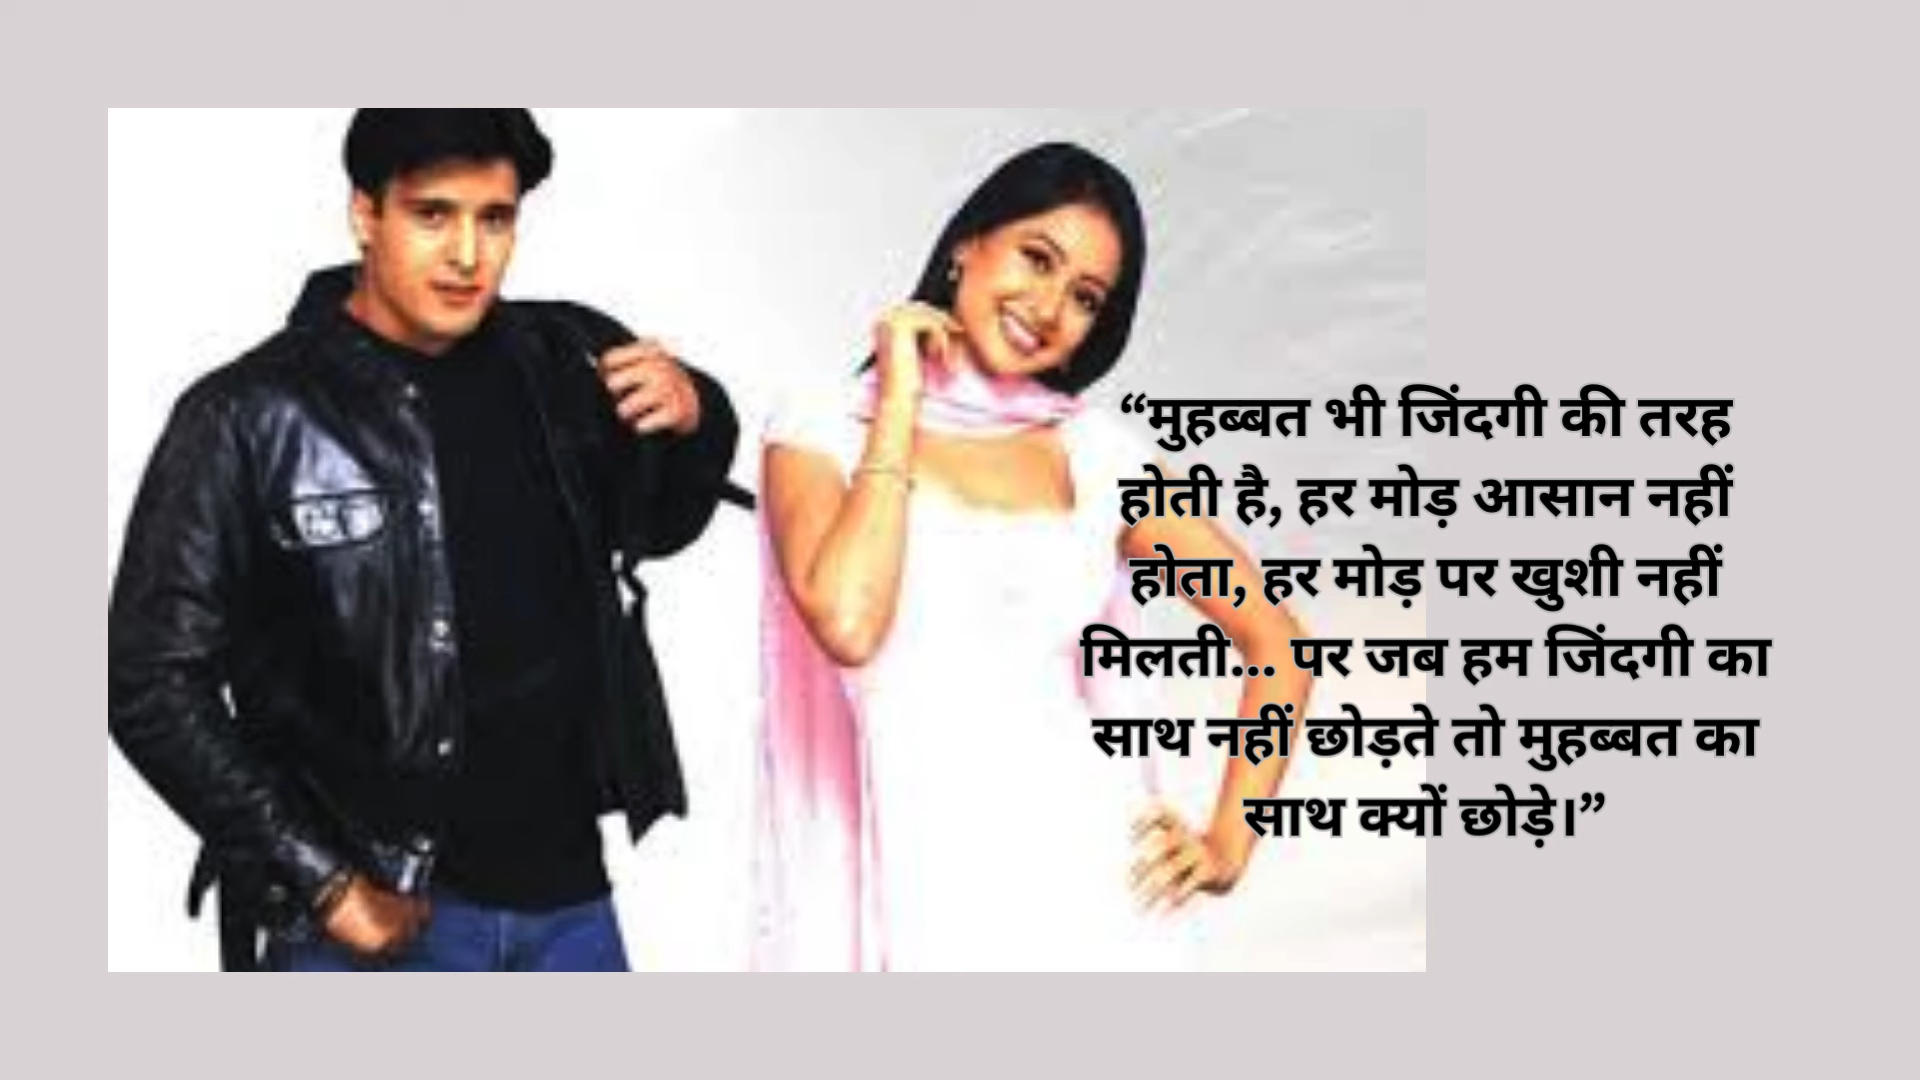 “मुहब्बत भी जिंदगी की तरह
होती है, हर मोड़ आसान नहीं
होता, हर मोड़ पर खुशी नहीं
मिलती... पर जब हम जिंदगी का
साथ नहीं छोड़ते तो मुहब्बत का
साथ क्यों छोड़े।”